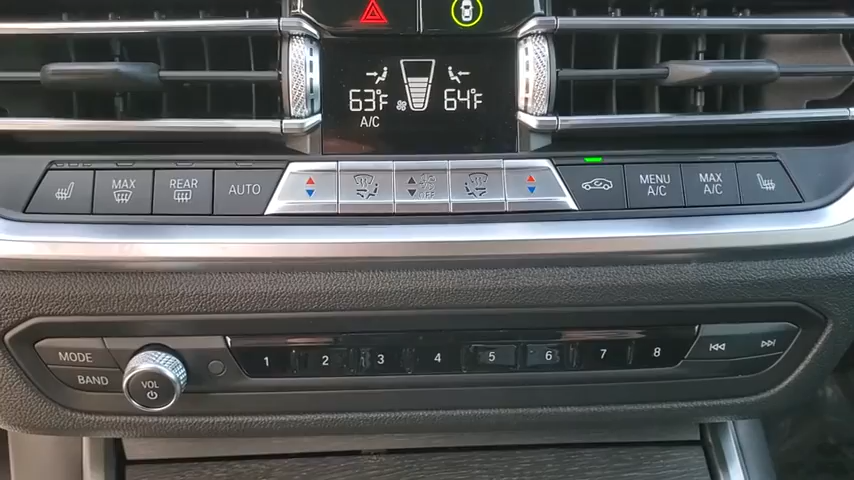 63°F 64°F
A/C
MAX REAR AUTO MENU A/C MAX A/C
OFF
MODE
BAND
VOL
1 2 3 4 5 6 7 8